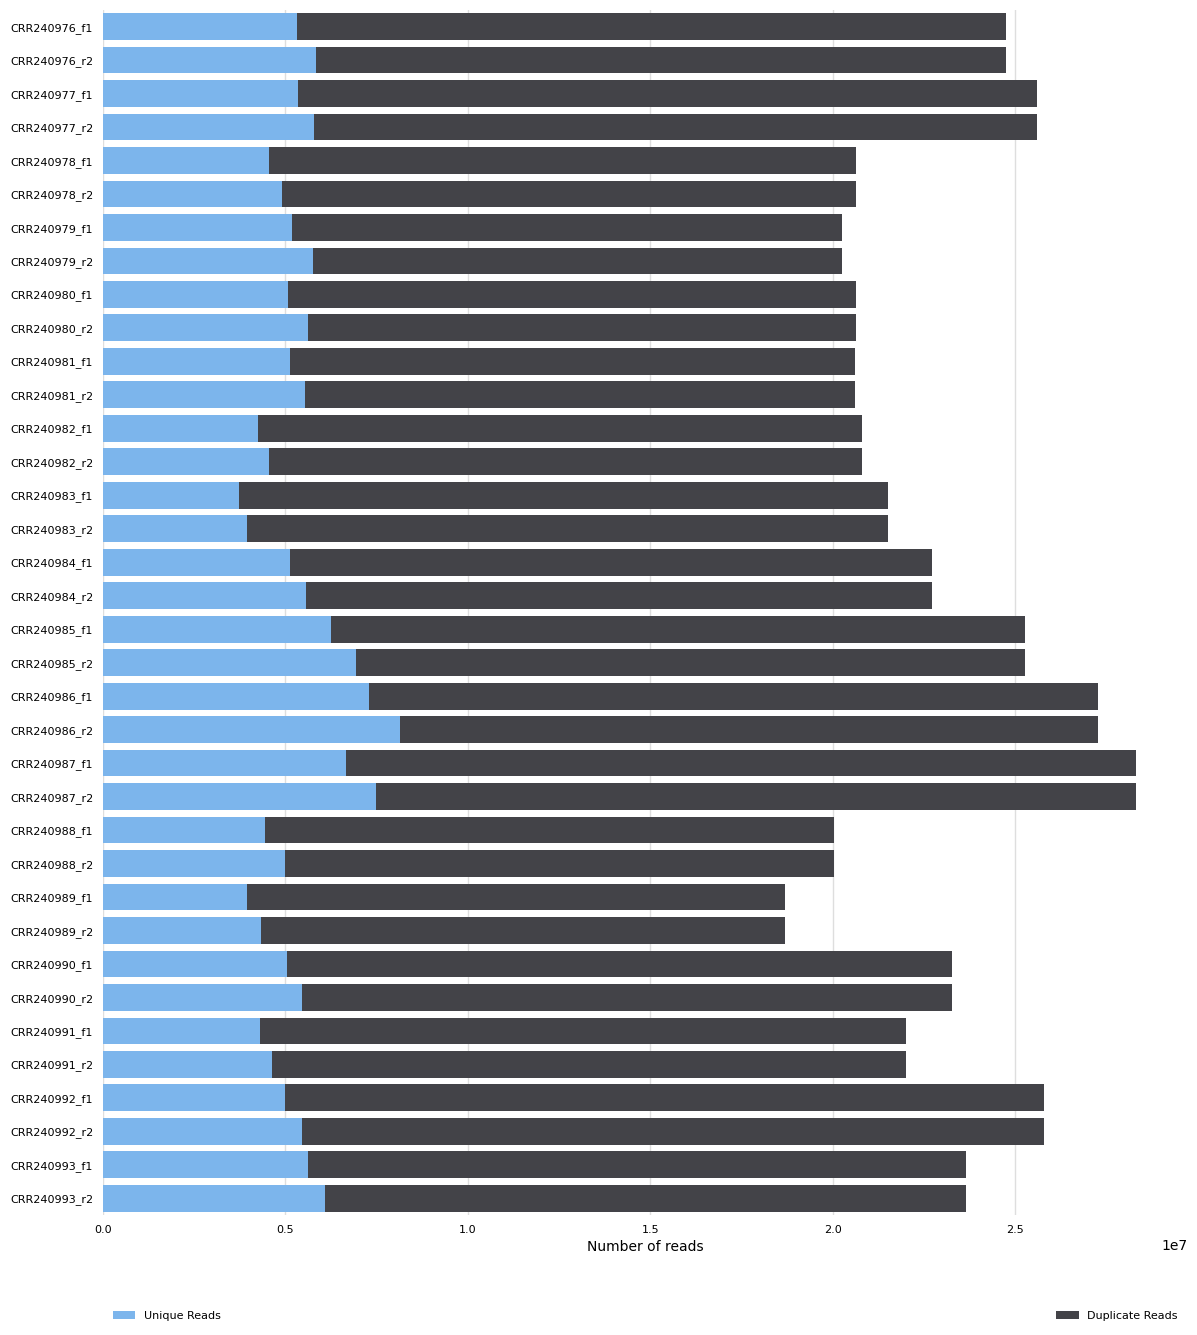 CRR240976_f1
CRR240976_r2
CRR240977_f1
CRR240977_r2
CRR240978_f1
CRR240978_r2
CRR240979_f1
CRR240979_r2
CRR240980_f1
CRR240980_r2
CRR240981_f1
CRR240981_r2
CRR240982_f1
CRR240982_r2
CRR240983_f1
CRR240983_r2
CRR240984_f1
CRR240984_r2
CRR240985_f1
CRR240985_r2
CRR240986_f1
CRR240986_r2
CRR240987_f1
CRR240987_r2
CRR240988_f1
CRR240988_r2
CRR240989_f1
CRR240989_r2
CRR240990_f1
CRR240990_r2
CRR240991_f1
CRR240991_r2
CRR240992_f1
CRR240992_r2
CRR240993_f1
CRR240993_r2
0.0 0.5 1.0 1.5 2.0 2.5
Number of reads 1e7
Unique Reads Duplicate Reads